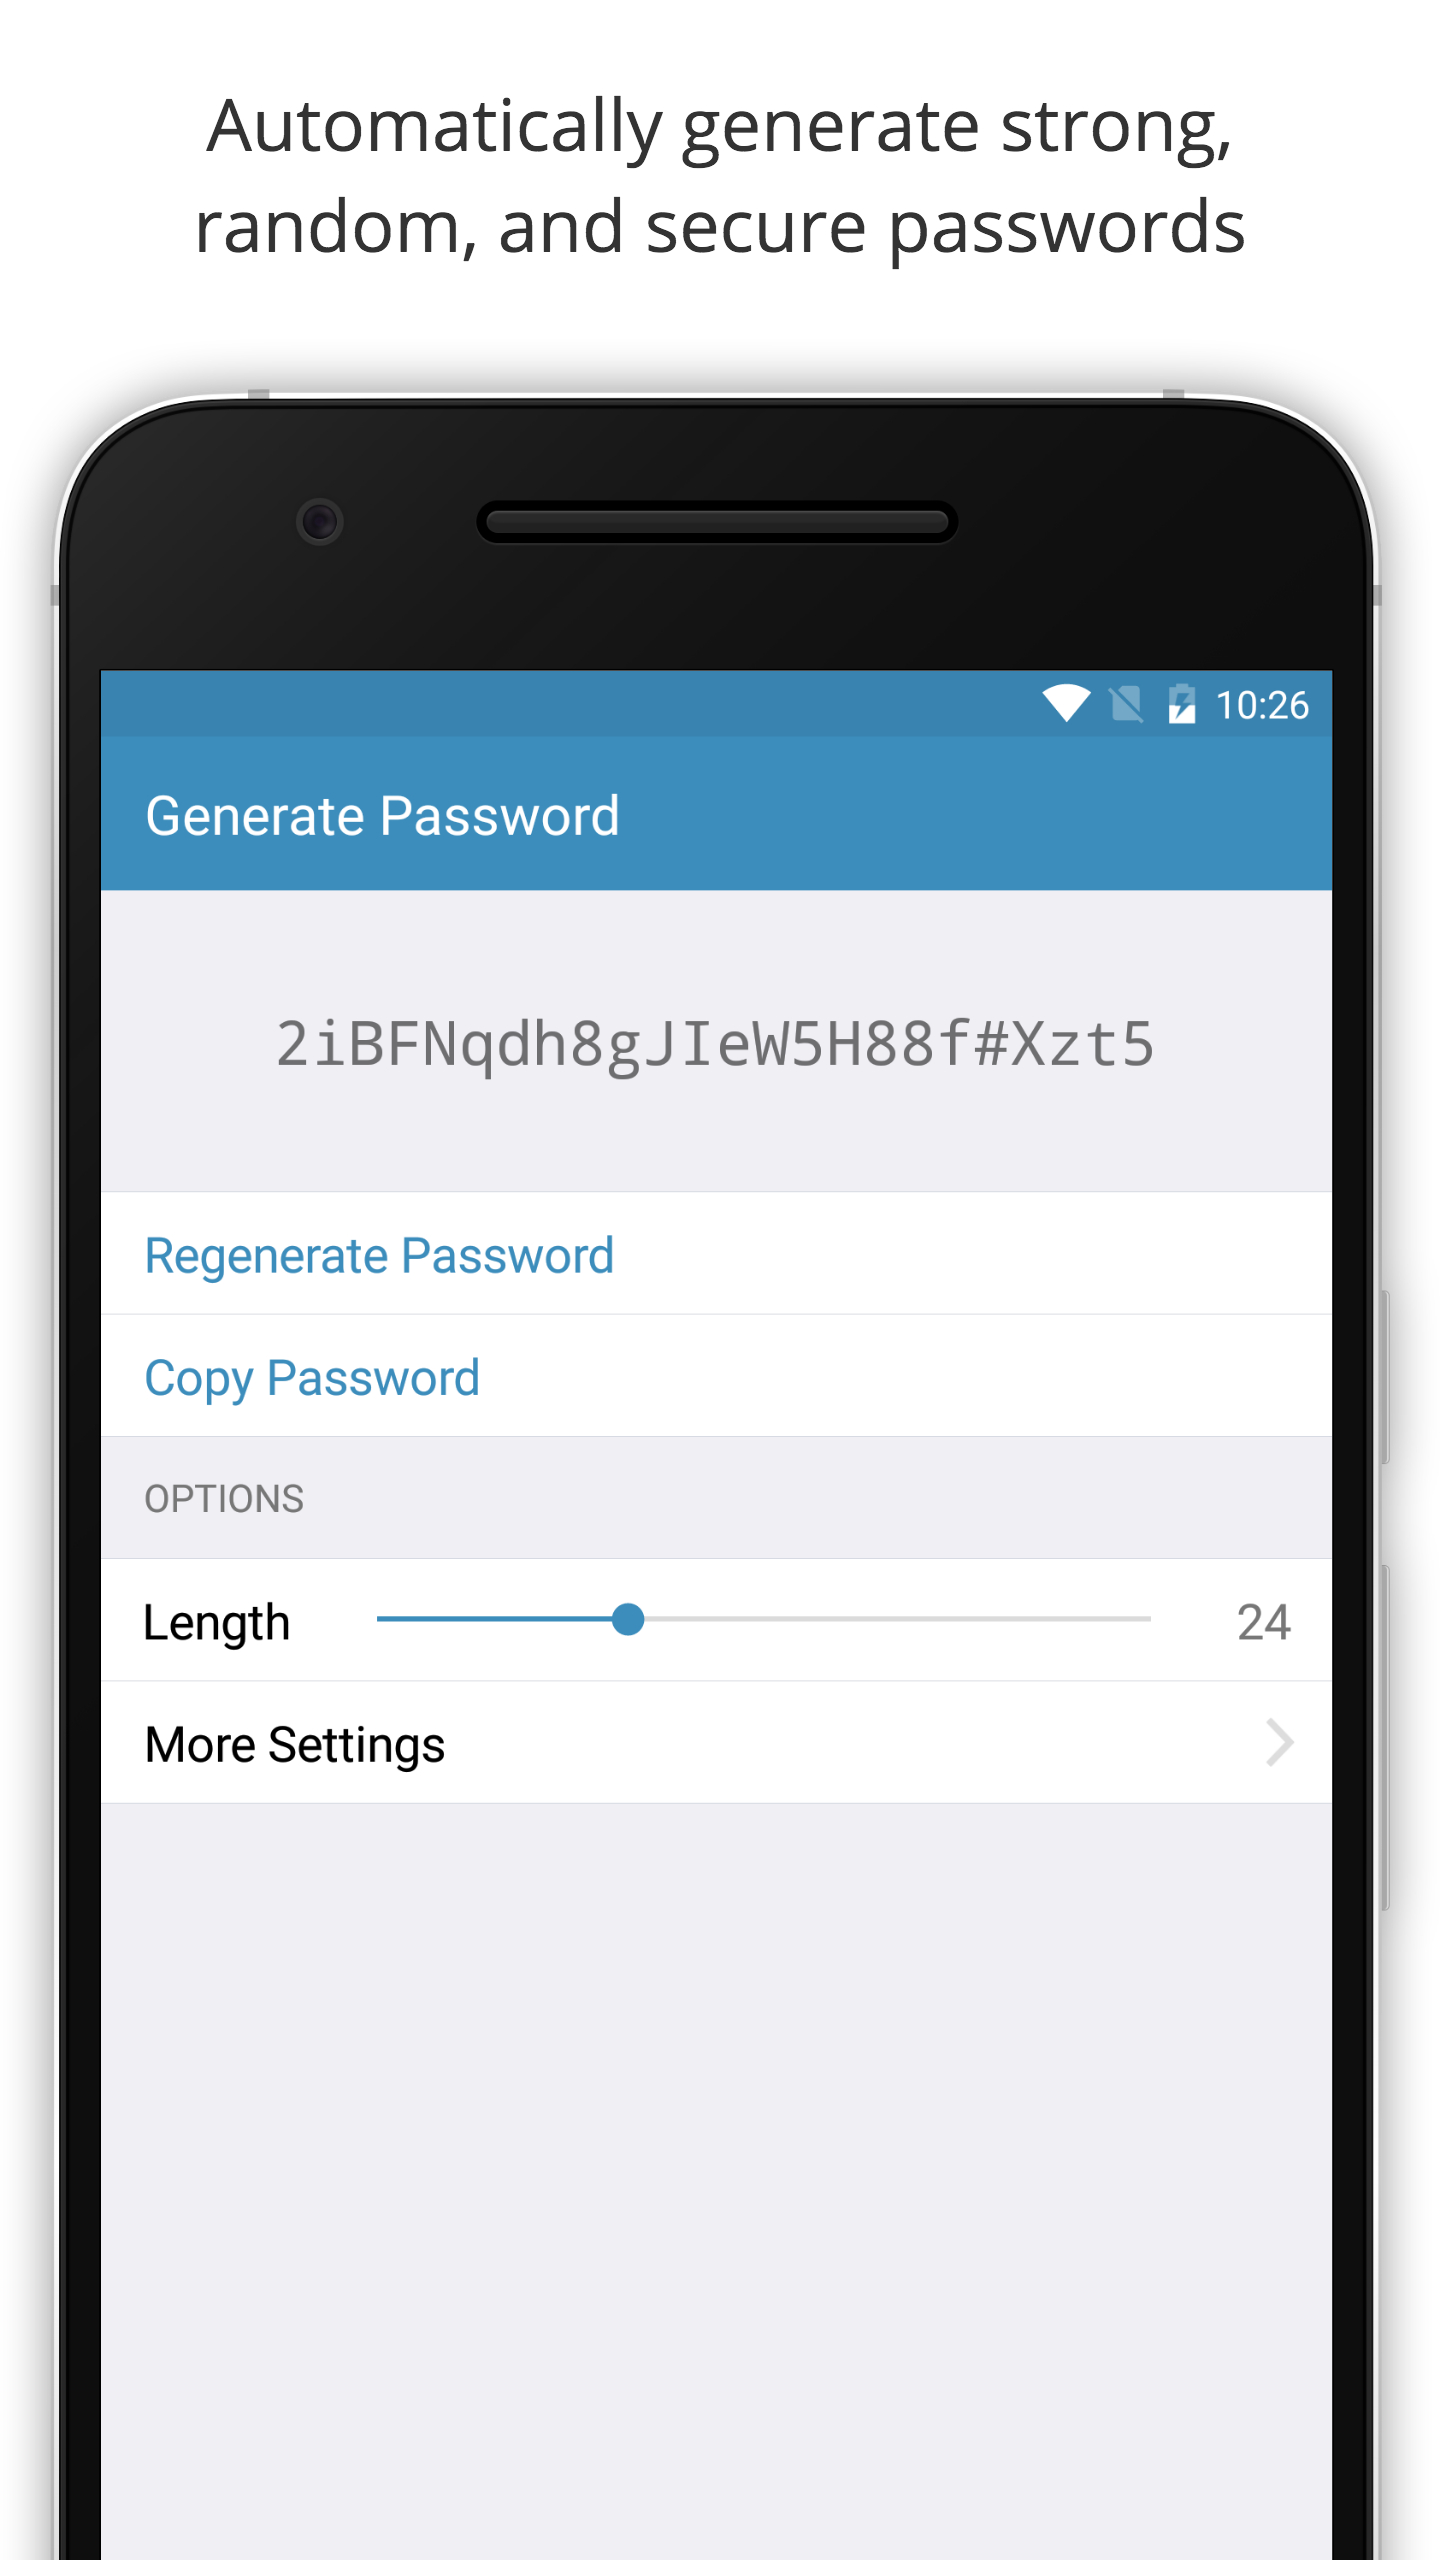 Automatically generate strong,
random, and secure passwords
10:26
Generate Password
2iBFNqdh8gJIeW5H88f#Xzt5
Regenerate Password
Copy Password
OPTIONS
Length 24
More Settings